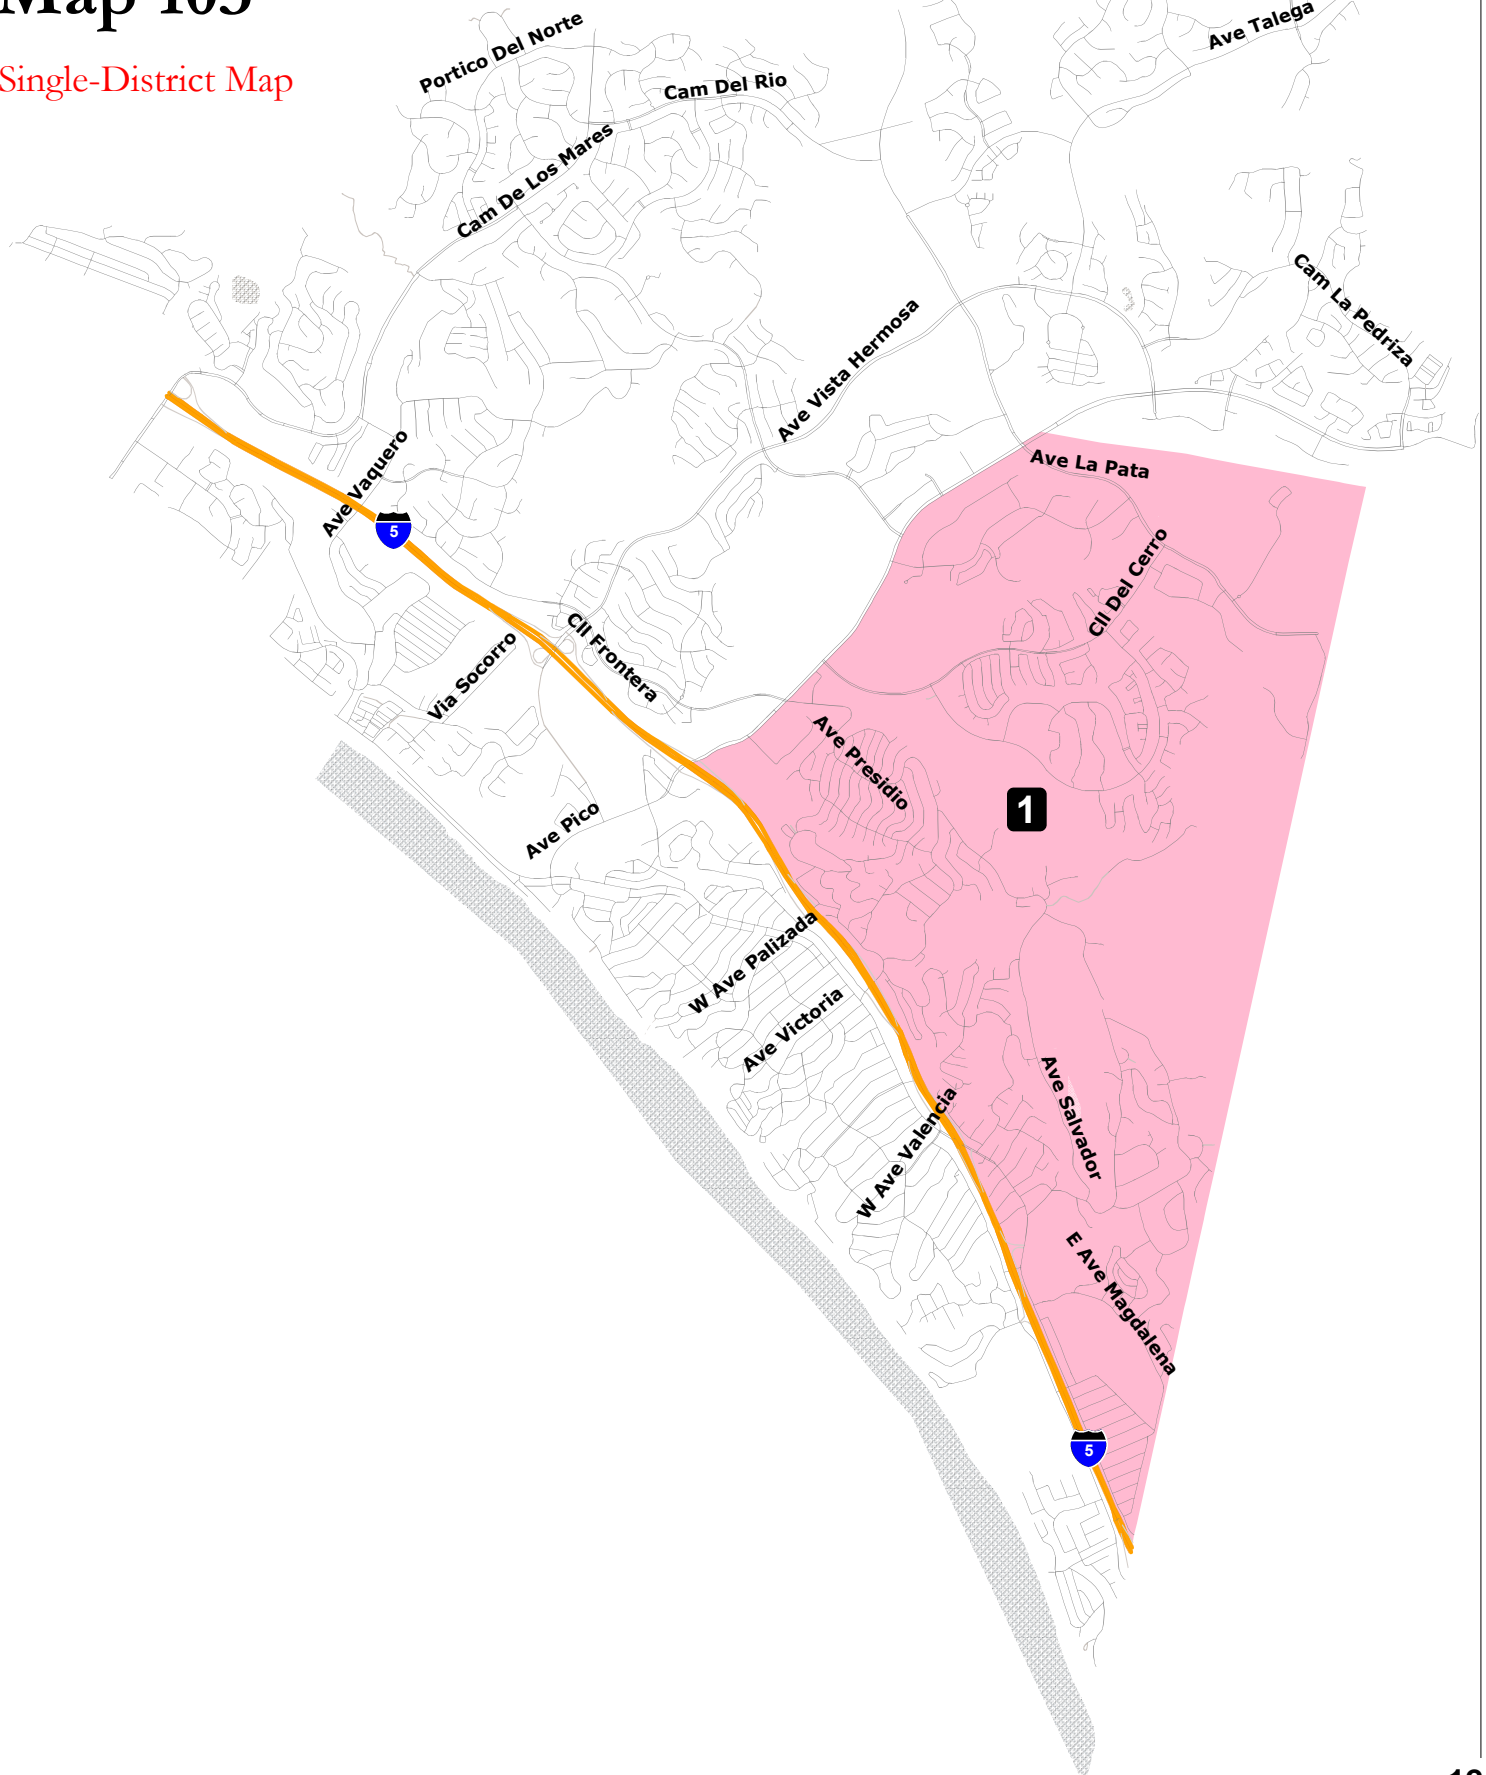 Map 103
Single-District Map
Portico Del Norte
Ave Talega
Cam Del Rio
Cam De Los Mares
Cam La Pedriza
Ave Vista Hermosa
Ave Vaquero
5
Ave La Pata
Cll Del Cerro
Cll Frontera
Via Socorro
Ave Presidio
1
Ave Pico
W Ave Palizada
Ave Victoria
Ave Salvador
W Ave Valencia
E Ave Magdalena
5